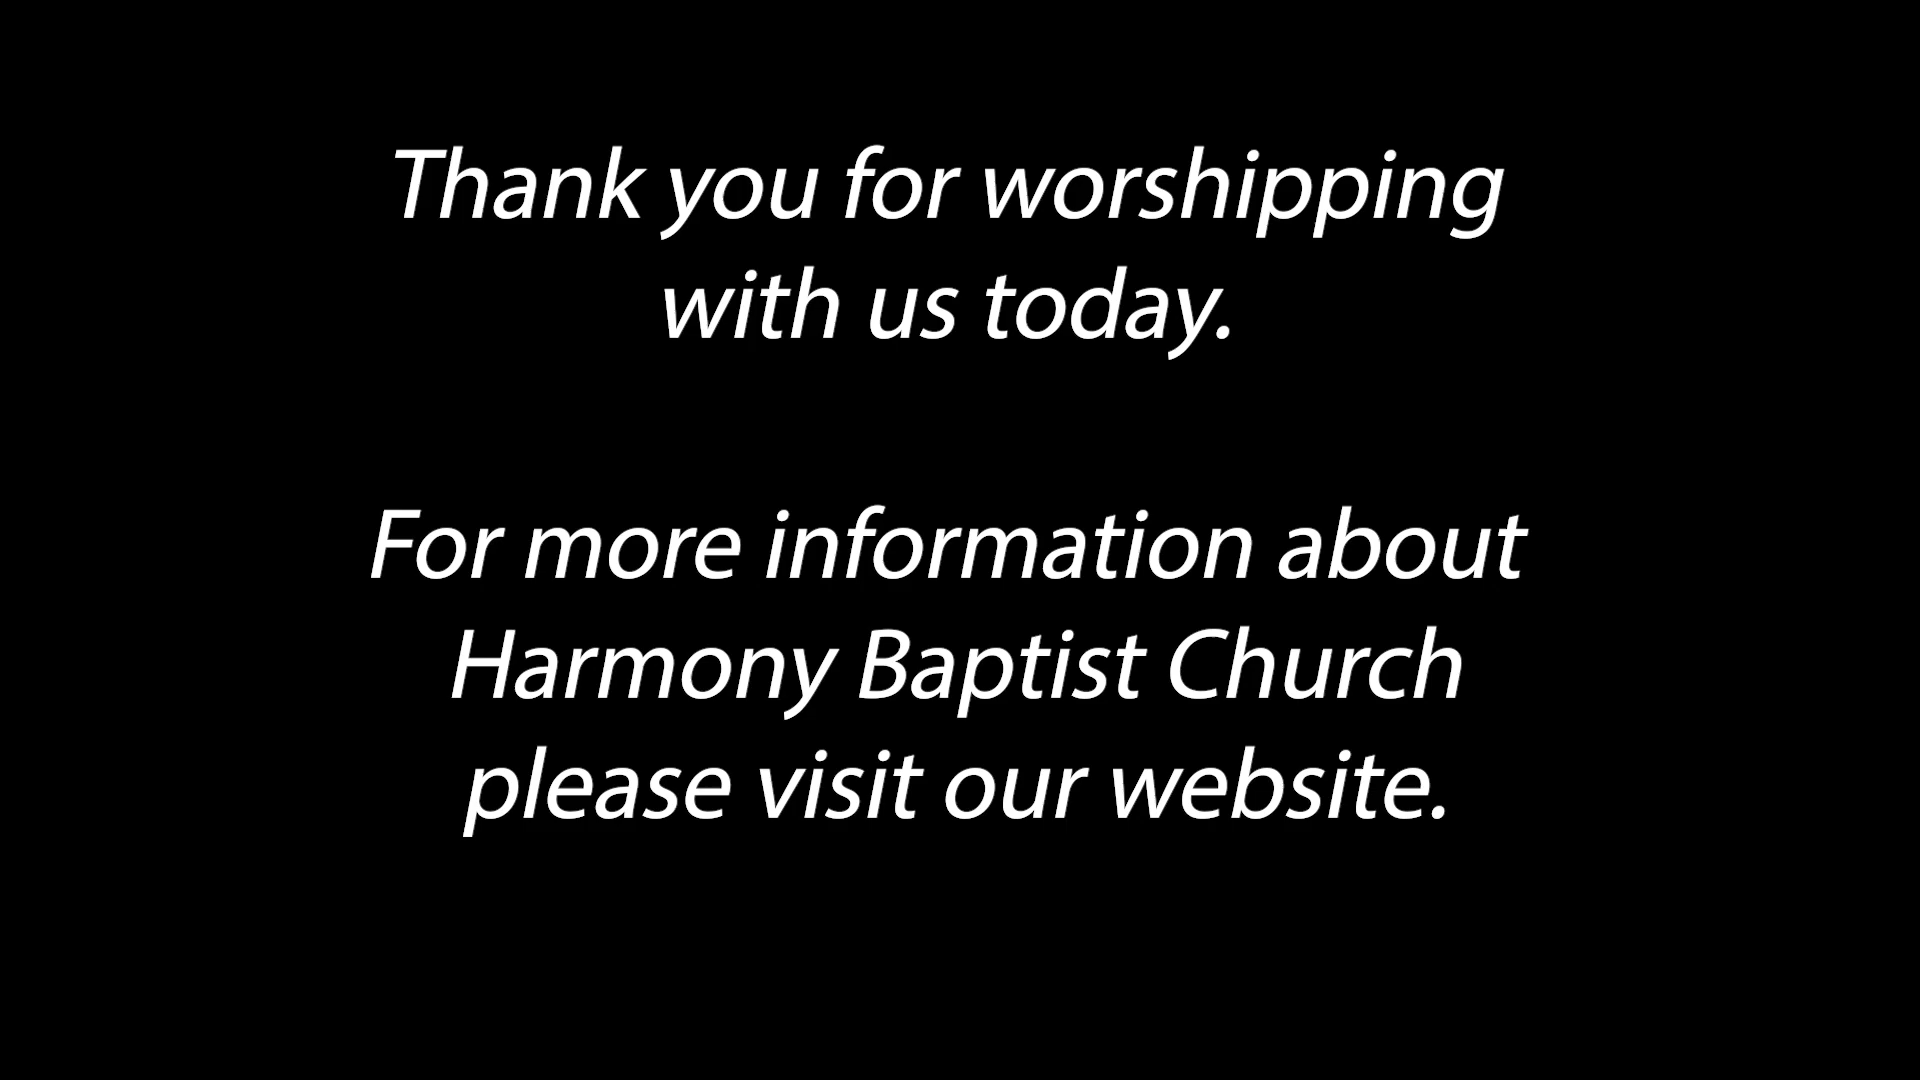 Thank you for worshipping
with us today.
For more information about
Harmony Baptist Church
please visit our website.